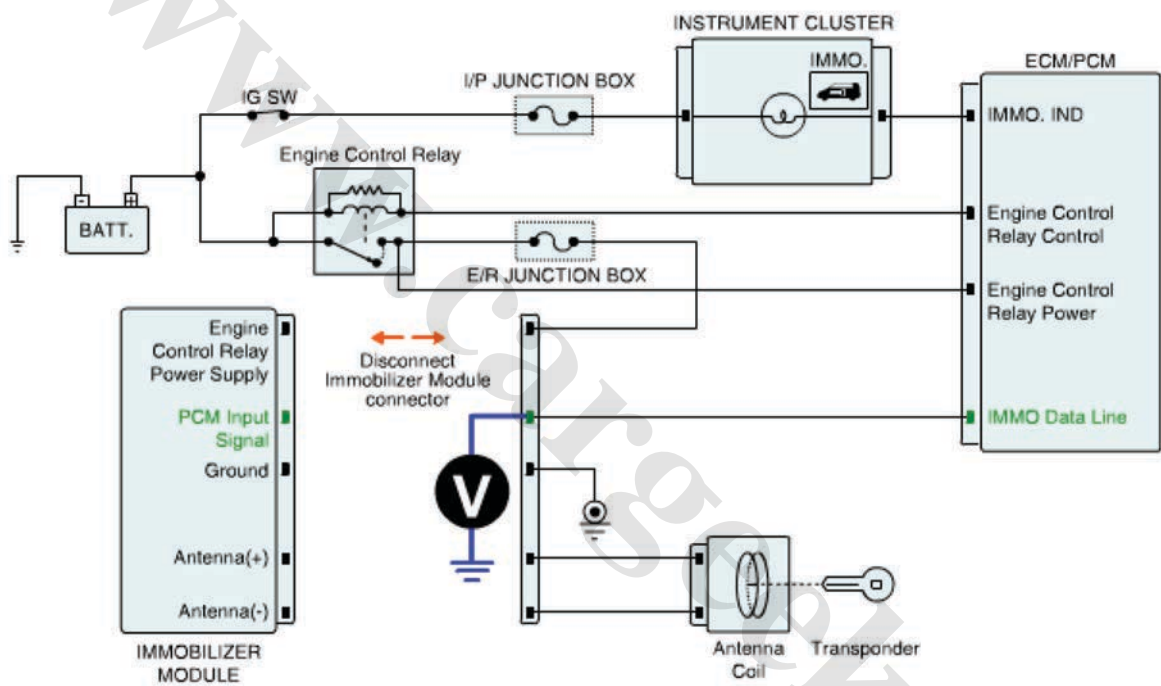 INSTRUMENT CLUSTER
ECM/PCM
IMMO.
I/P JUNCTION BOX
IG SW
IMMO. IND
Engine Control Relay
- +
BATT.
Engine Control
Relay Control
E/R JUNCTION BOX
Engine Control
Relay Power
Engine
Control Relay
Power Supply
Disconnect
Immobilizer Module
connector
PCM Input
Signal
IMMO Data Line
Ground
V
Antenna(+)
Antenna(-)
IMMOBILIZER
MODULE
Antenna
Coil
Transponder
www.cargeek